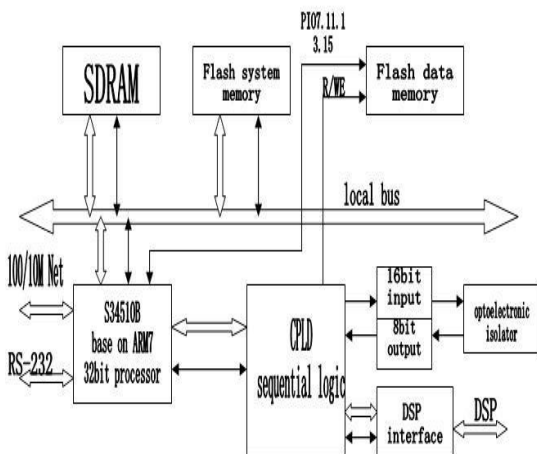 PIO7.11.1
3.15
SDRAM
Flash system
memory
Flash data
memory
R/WE
local bus
100/10M Net
S34510B
base on ARM7
32bit processor
RS-232
CPLD
sequential logic
16bit
input
8bit
output
optoelectronic
isolator
DSP
interface
DSP